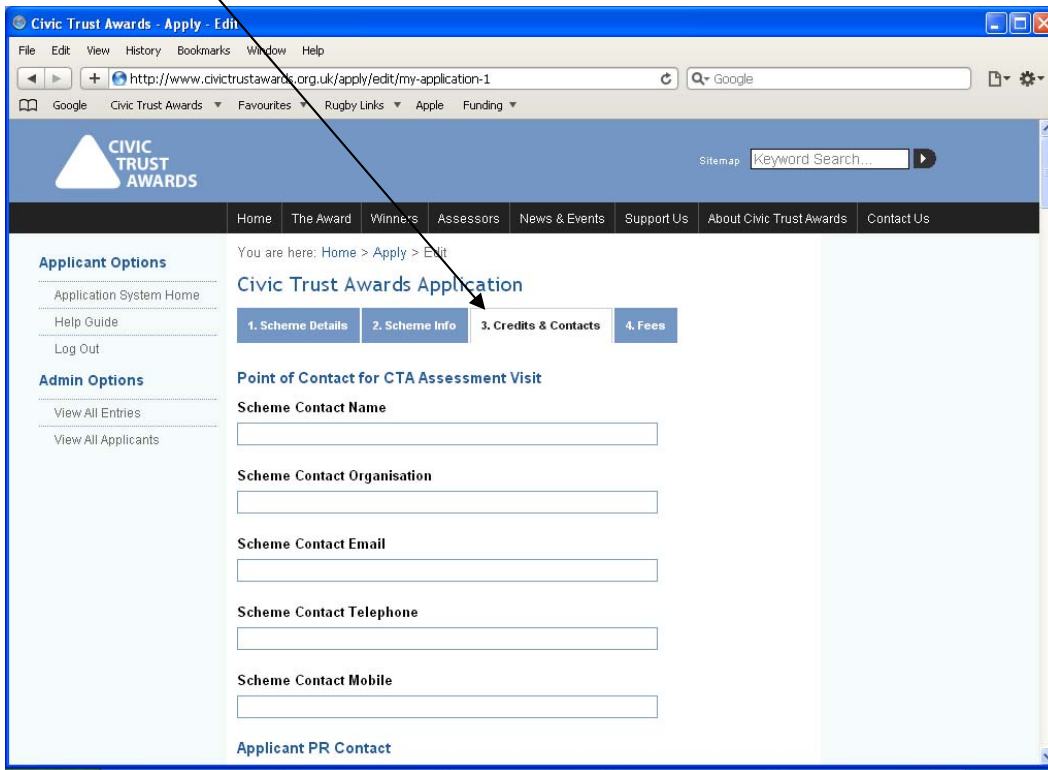 Civic Trust Awards - Apply - Edit
File Edit View History Bookmarks Window Help
http://www.civictrustawards.org.uk/apply/edit/my-application-1
Google
Google Civic Trust Awards Favourites Rugby Links Apple Funding
CIVIC
TRUST
AWARDS
Sitemap Keyword Search...
Home The Award Winners Assessors News & Events Support Us About Civic Trust Awards Contact Us
You are here: Home > Apply > Edit
Applicant Options
Application System Home
Help Guide
Log Out
Admin Options
View All Entries
View All Applicants
Civic Trust Awards Application
1. Scheme Details 2. Scheme Info 3. Credits & Contacts 4. Fees
Point of Contact for CTA Assessment Visit
Scheme Contact Name
Scheme Contact Organisation
Scheme Contact Email
Scheme Contact Telephone
Scheme Contact Mobile
Applicant PR Contact